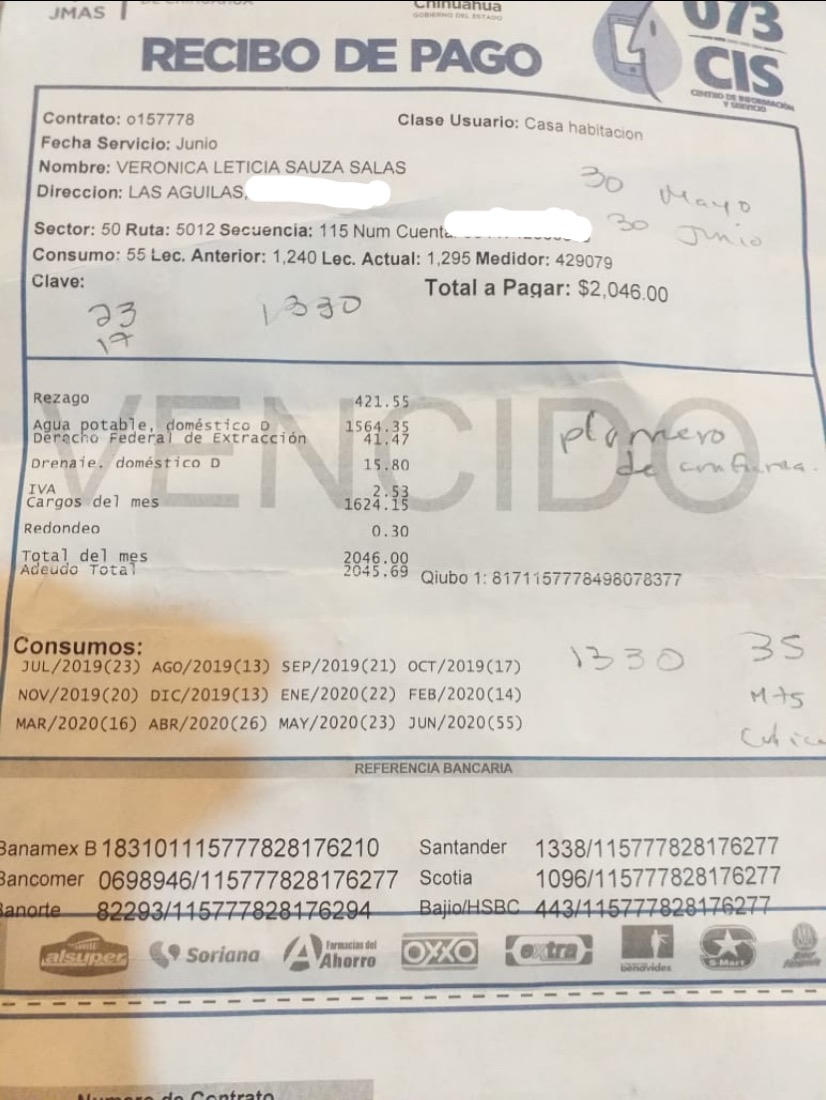 JMAS
Chihuahua
GOBIERNO DEL ESTADO
073
CIS
CENTRO DE INFORMACIÓN
Y SERVICIO
RECIBO DE PAGO
Contrato: o157778
Clase Usuario: Casa habitacion
Fecha Servicio: Junio
Nombre: VERONICA LETICIA SAUZA SALAS
Direccion: LAS AGUILAS,
30 Mayo
30 Junio
Sector: 50 Ruta: 5012 Secuencia: 115 Num Cuenta
Consumo: 55 Lec. Anterior: 1,240 Lec. Actual: 1,295 Medidor: 429079
Clave:
Total a Pagar: $2,046.00
23
17
1330
VENCIDO
Rezago 421.55
Agua potable, doméstico D 1564.35
Derecho Federal de Extracción 41.47
Drenaje. doméstico D 15.80
IVA 2.53
Cargos del mes 1624.15
Redondeo 0.30
Total del mes 2046.00
Adeudo Total 2045.69
plomero
de
Qiubo 1: 81711577778498078377
Consumos:
JUL/2019(23) AGO/2019(13) SEP/2019(21) OCT/2019(17)
NOV/2019(20) DIC/2019(13) ENE/2020(22) FEB/2020(14)
MAR/2020(16) ABR/2020(26) MAY/2020(23) JUN/2020(55)
1330
35
Mts
REFERENCIA BANCARIA
Banamex B 183101115777828176210
Santander 1338/115777828176277
Bancomer 0698946/115777828176277
Scotia 1096/115777828176277
Banorte 82293/115777828176294
Bajio/HSBC 443/115777828176277
alsuper
Soriana
Farmacias del
Ahorro
OXXO
extra
benavides
S-Mart
Numero de Contrato